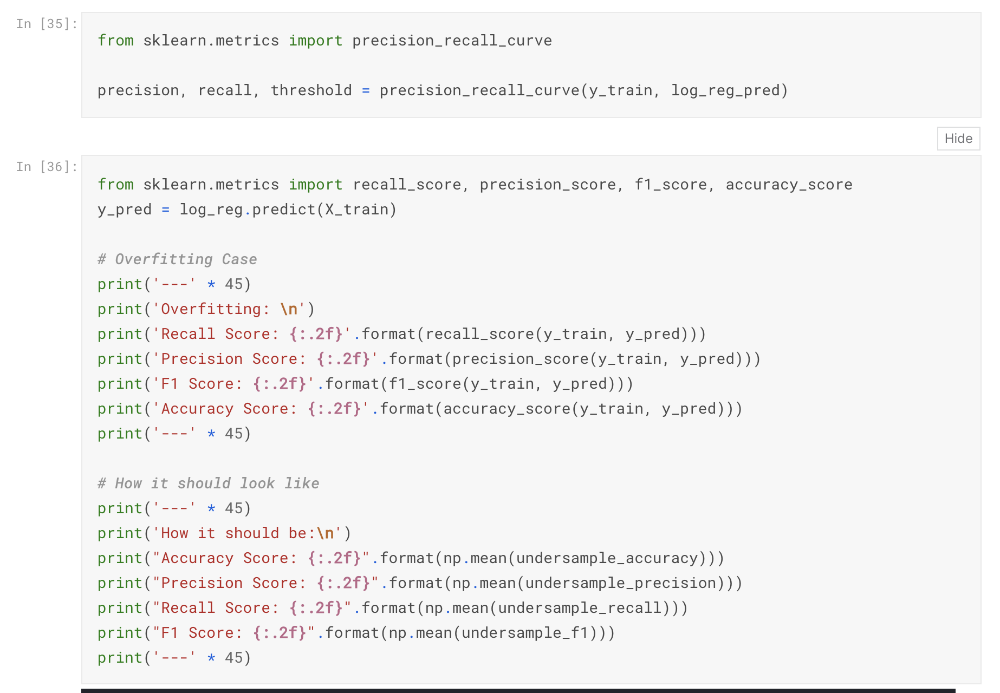 In [35]:
from sklearn.metrics import precision_recall_curve
precision, recall, threshold = precision_recall_curve(y_train, log_reg_pred)
Hide
In [36]:
from sklearn.metrics import recall_score, precision_score, f1_score, accuracy_score
y_pred = log_reg.predict(X_train)
# Overfitting Case
print('---' * 45)
print('Overfitting: \n')
print('Recall Score: {:.2f}'.format(recall_score(y_train, y_pred)))
print('Precision Score: {:.2f}'.format(precision_score(y_train, y_pred)))
print('F1 Score: {:.2f}'.format(f1_score(y_train, y_pred)))
print('Accuracy Score: {:.2f}'.format(accuracy_score(y_train, y_pred)))
print('---' * 45)
# How it should look like
print('---' * 45)
print('How it should be:\n')
print("Accuracy Score: {:.2f}".format(np.mean(undersample_accuracy)))
print("Precision Score: {:.2f}".format(np.mean(undersample_precision)))
print("Recall Score: {:.2f}".format(np.mean(undersample_recall)))
print("F1 Score: {:.2f}".format(np.mean(undersample_f1)))
print('---' * 45)